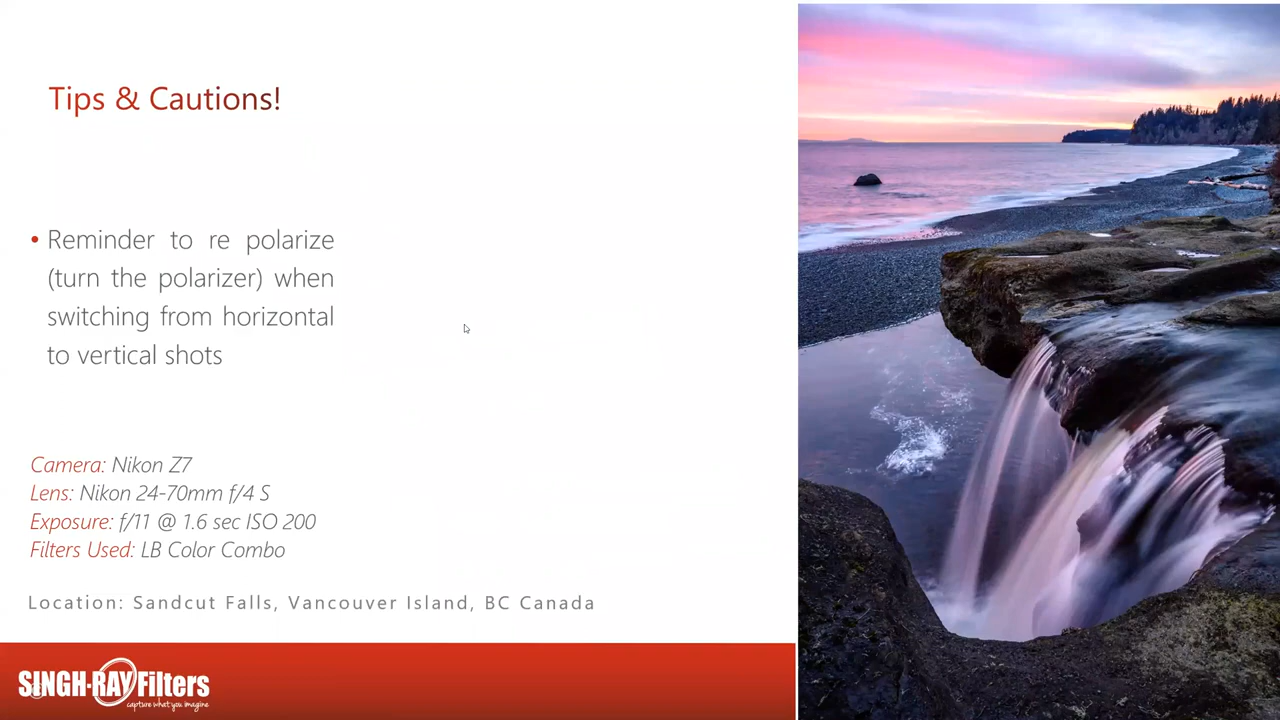 Tips & Cautions!
• Reminder to re polarize
(turn the polarizer) when
switching from horizontal
to vertical shots
Camera: Nikon Z7
Lens: Nikon 24-70mm f/4 S
Exposure: f/11 @ 1.6 sec ISO 200
Filters Used: LB Color Combo
Location: Sandcut Falls, Vancouver Island, BC Canada
SINGH-RAY Filters
capture what you imagine